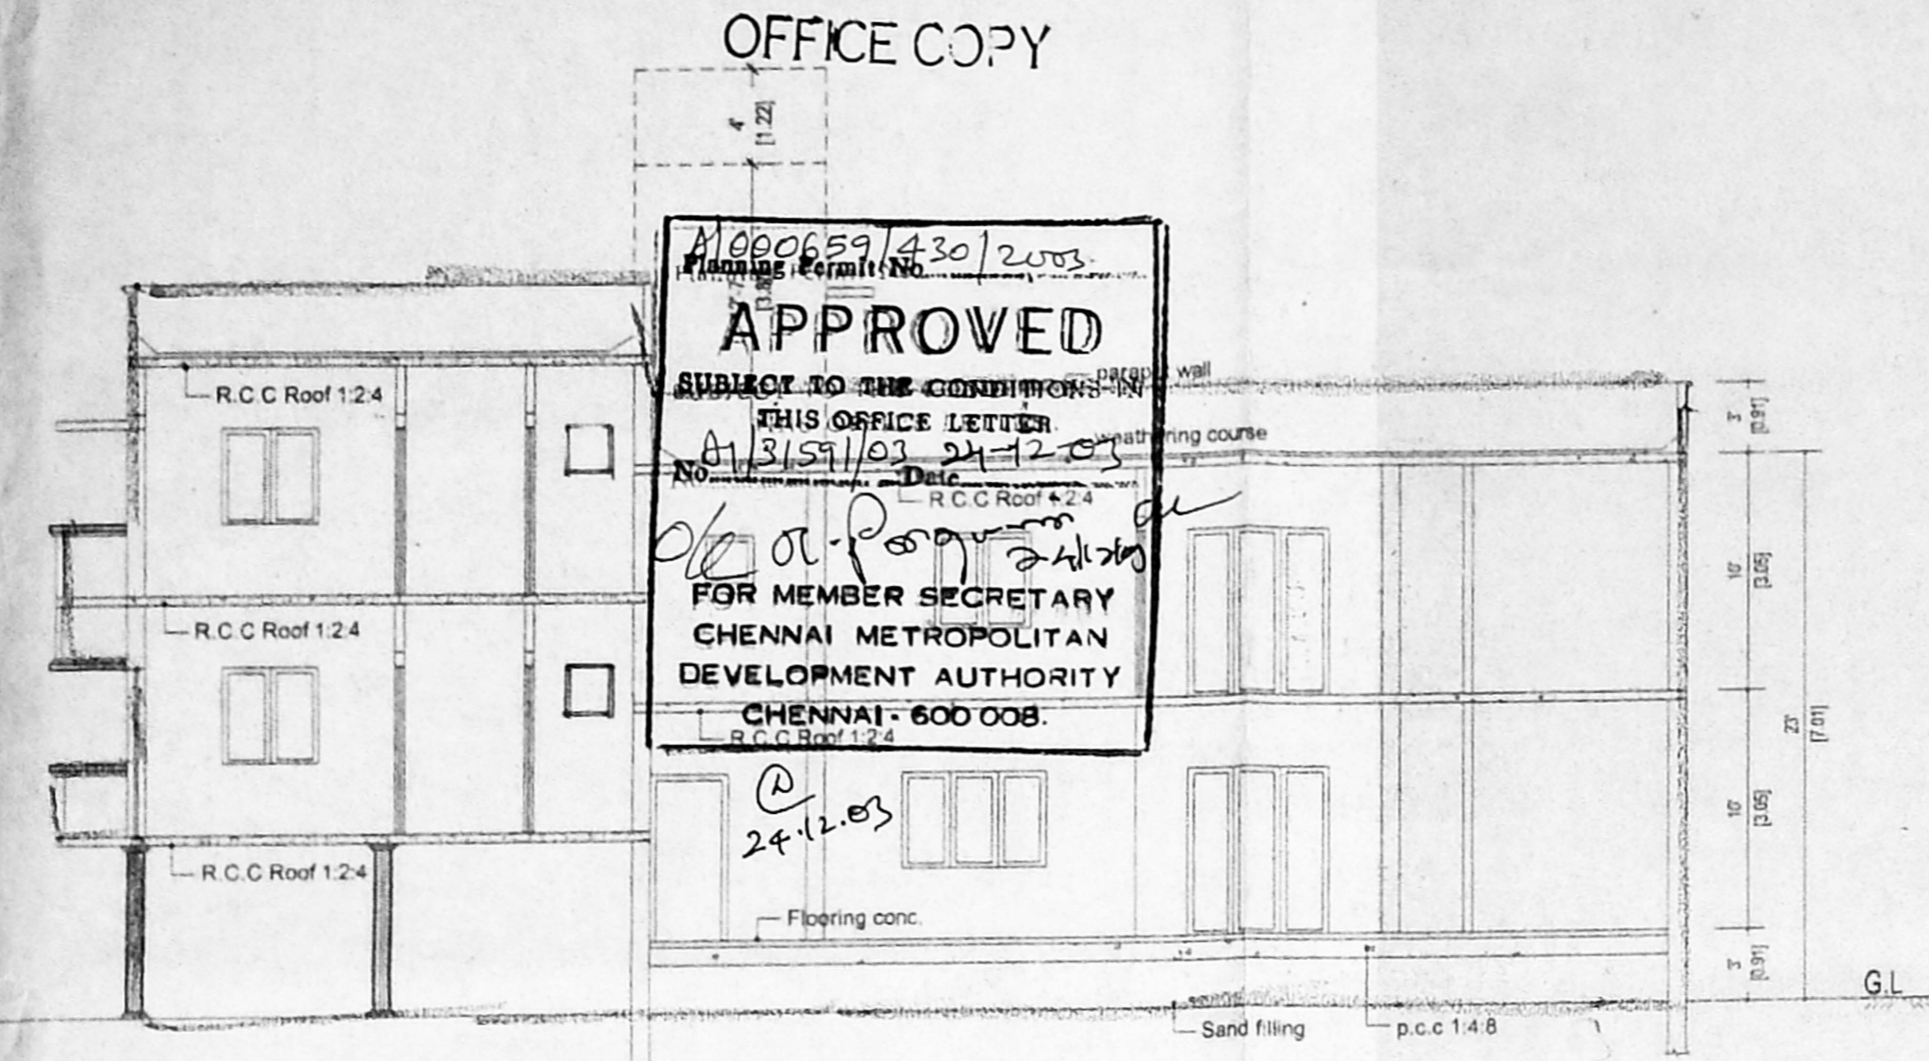 OFFICE COPY
4'
[1.22]
A/000659/430/2003
Planning Permit No
APPROVED
SUBJECT TO THE CONDITIONS IN
THIS OFFICE LETTER
No A1/31591/03 Date 24-12-03
24/12/03
FOR MEMBER SECRETARY
CHENNAI METROPOLITAN
DEVELOPMENT AUTHORITY
CHENNAI - 600 008.
24.12.03
R.C.C Roof 1:2:4
R.C.C Roof 1:2:4
R.C.C Roof 1:2:4
parapet wall
weathering course
R.C.C Roof 1:2:4
R.C.C Roof 1:2:4
Flooring conc.
Sand filling
p.c.c 1:4:8
3'
[0.91]
10'
[3.05]
10'
[3.05]
3'
[0.91]
23'
[7.01]
G.L